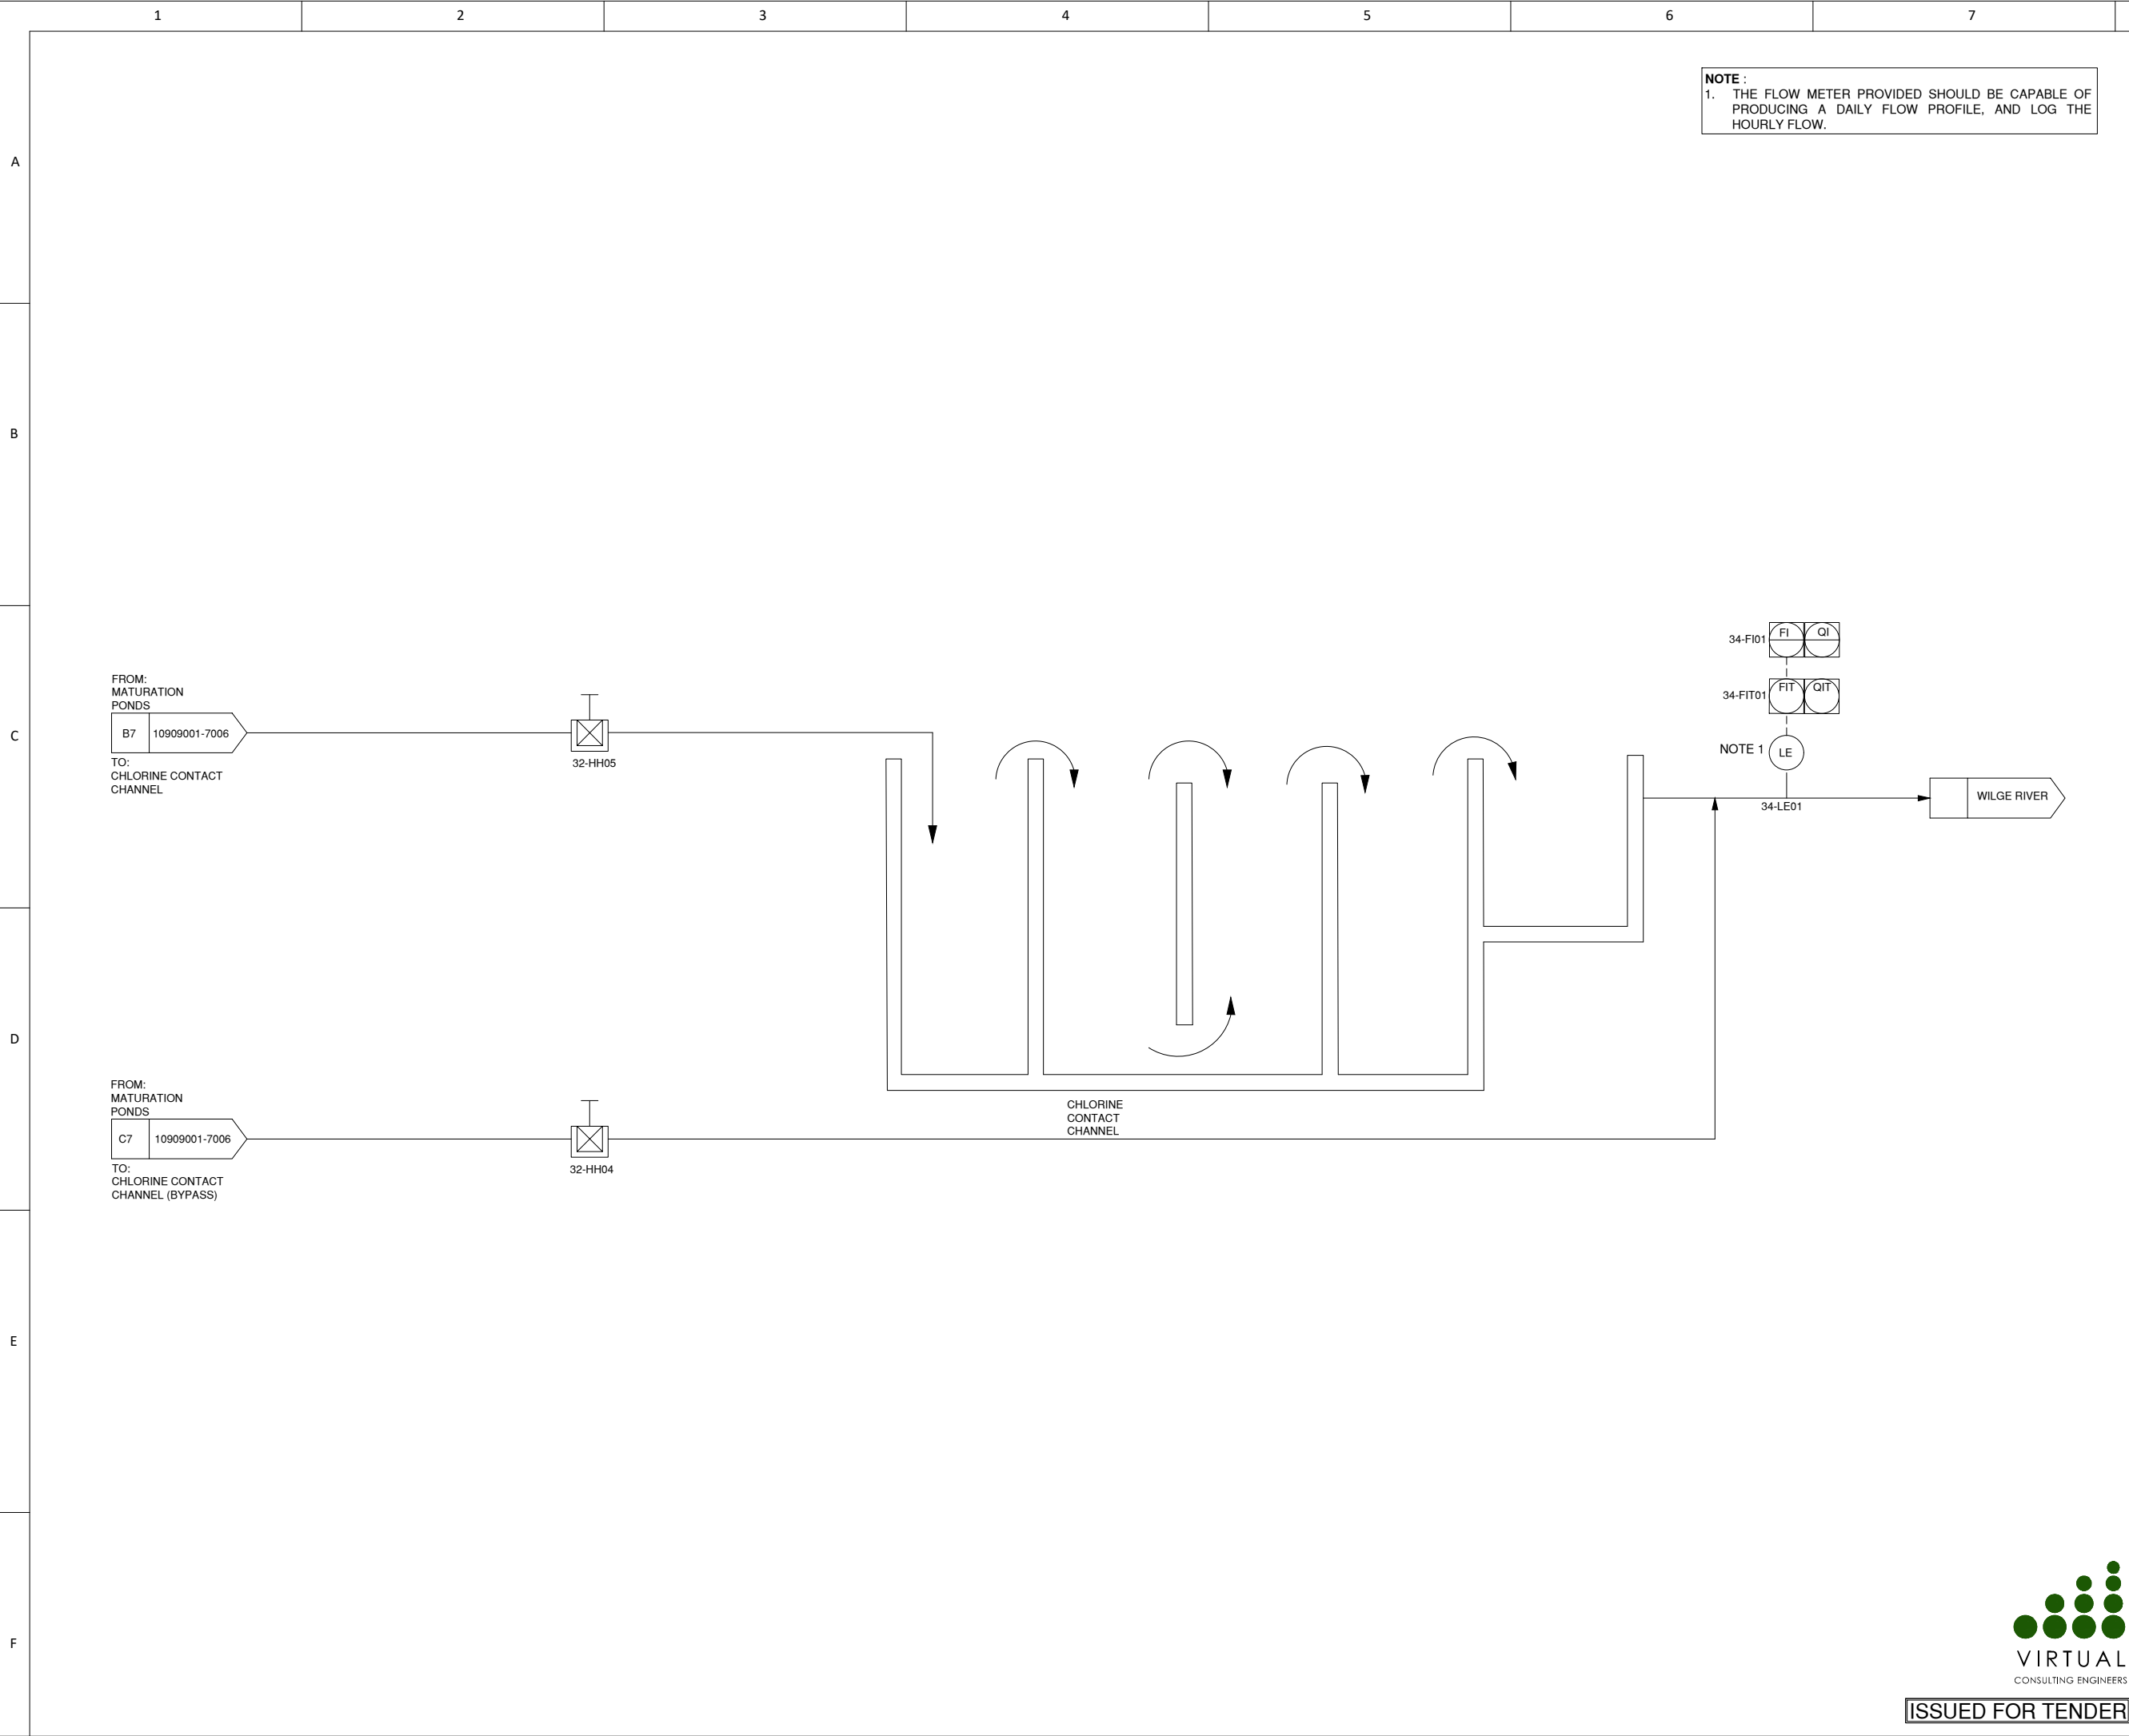 1 2 3 4 5 6 7
NOTE :
1. THE FLOW METER PROVIDED SHOULD BE CAPABLE OF
PRODUCING A DAILY FLOW PROFILE, AND LOG THE
HOURLY FLOW.
A
B
C
D
E
F
34-FI01 FI QI
34-FIT01 FIT QIT
NOTE 1 LE
34-LE01
WILGE RIVER
FROM:
MATURATION
PONDS
B7 10909001-7006
TO:
CHLORINE CONTACT
CHANNEL
32-HH05
FROM:
MATURATION
PONDS
C7 10909001-7006
TO:
CHLORINE CONTACT
CHANNEL (BYPASS)
32-HH04
CHLORINE
CONTACT
CHANNEL
VIRTUAL
CONSULTING ENGINEERS
ISSUED FOR TENDER